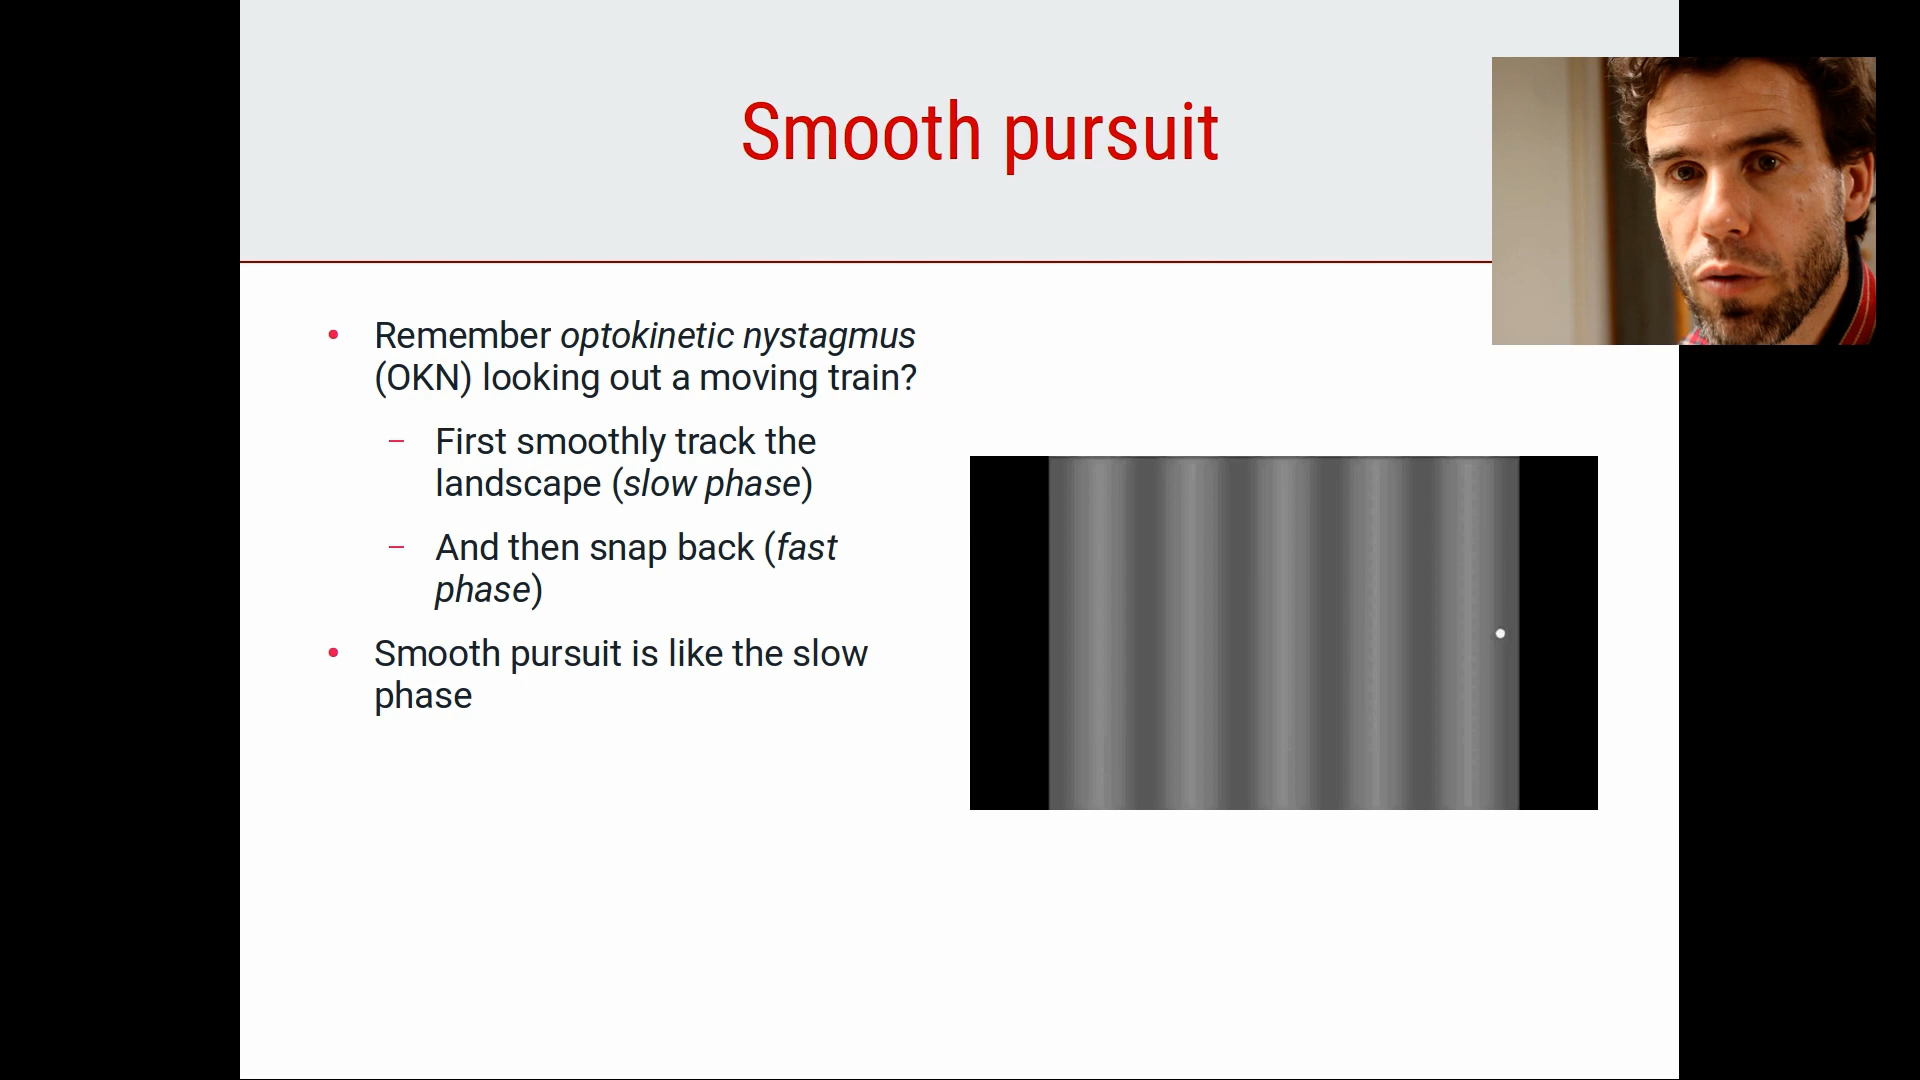 Smooth pursuit
• Remember optokinetic nystagmus
(OKN) looking out a moving train?
– First smoothly track the
landscape (slow phase)
– And then snap back (fast
phase)
• Smooth pursuit is like the slow
phase